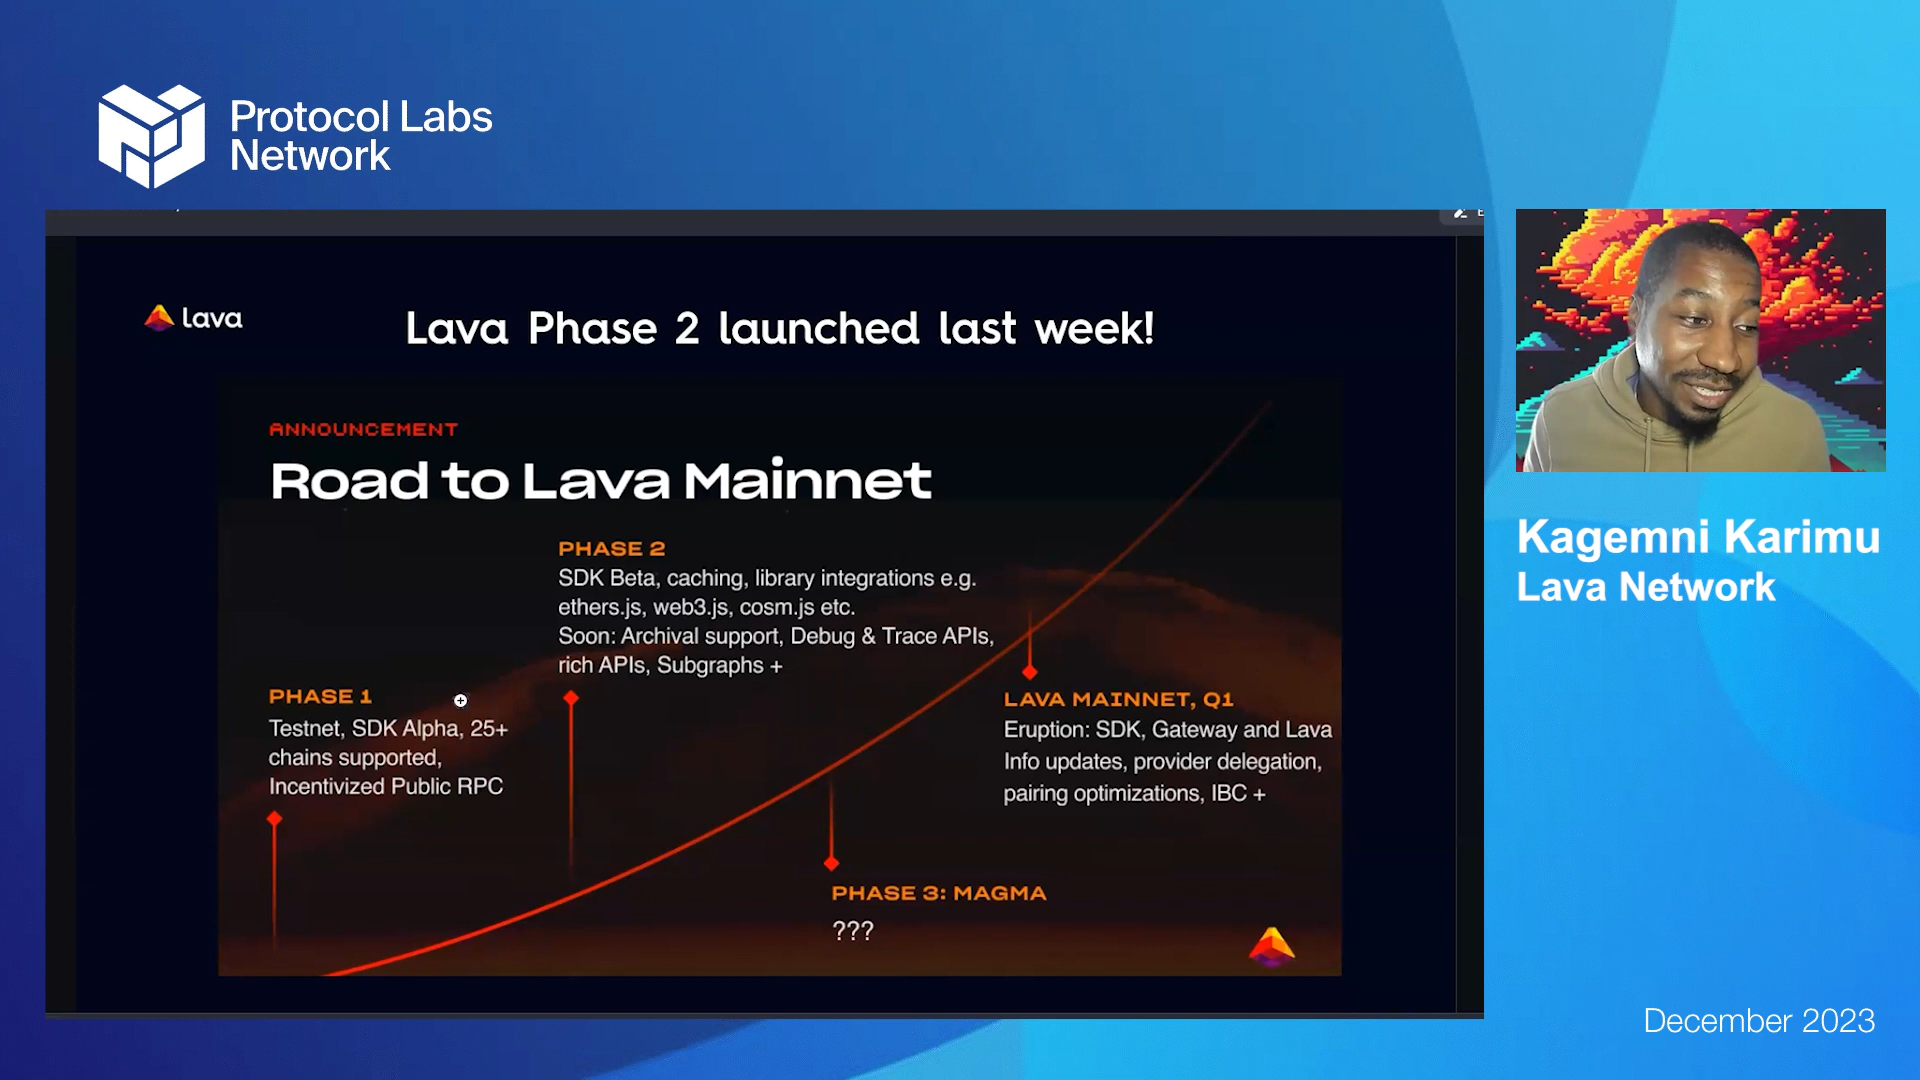 Protocol Labs
Network
lava
Lava Phase 2 launched last week!
ANNOUNCEMENT
Road to Lava Mainnet
PHASE 2
SDK Beta, caching, library integrations e.g.
ethers.js, web3.js, cosm.js etc.
Soon: Archival support, Debug & Trace APIs,
rich APIs, Subgraphs +
PHASE 1
Testnet, SDK Alpha, 25+
chains supported,
Incentivized Public RPC
LAVA MAINNET, Q1
Eruption: SDK, Gateway and Lava
Info updates, provider delegation,
pairing optimizations, IBC +
PHASE 3: MAGMA
???
Kagemni Karimu
Lava Network
December 2023